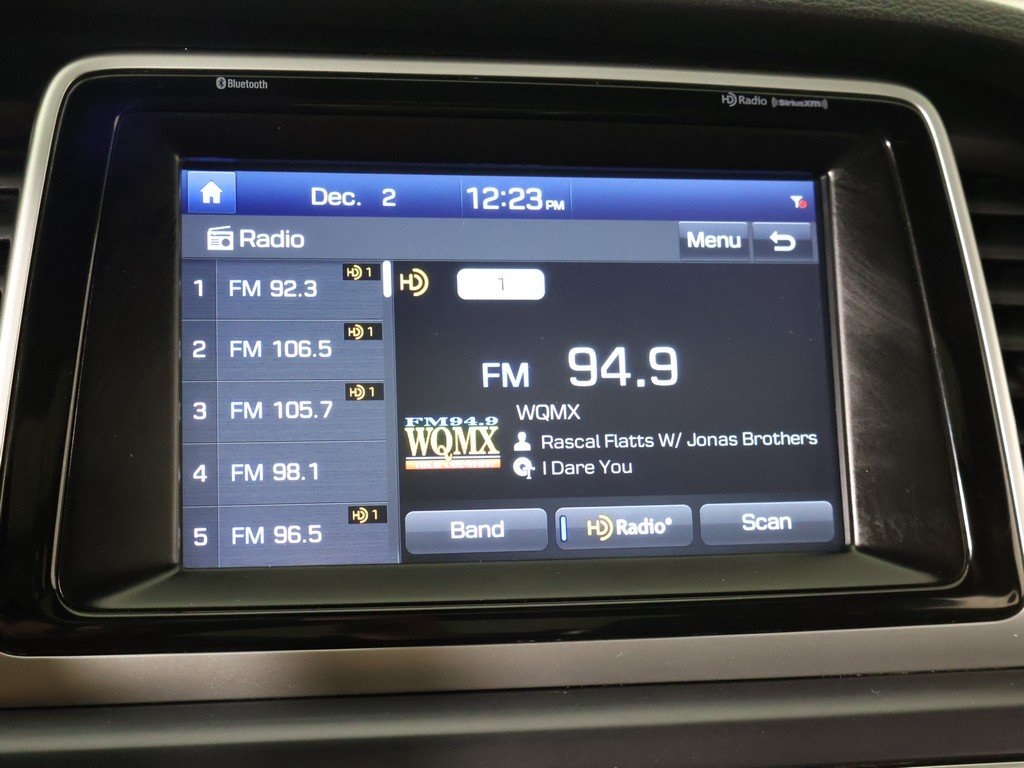 Bluetooth
HD Radio SiriusXM
Dec. 2 12:23 PM
Radio Menu
1 FM 92.3 HD 1
2 FM 106.5 HD 1
3 FM 105.7 HD 1
4 FM 98.1
5 FM 96.5 HD 1
HD 1
FM 94.9
WQMX
FM94.9
WQMX
Rascal Flatts W/ Jonas Brothers
I Dare You
Band HD Radio® Scan